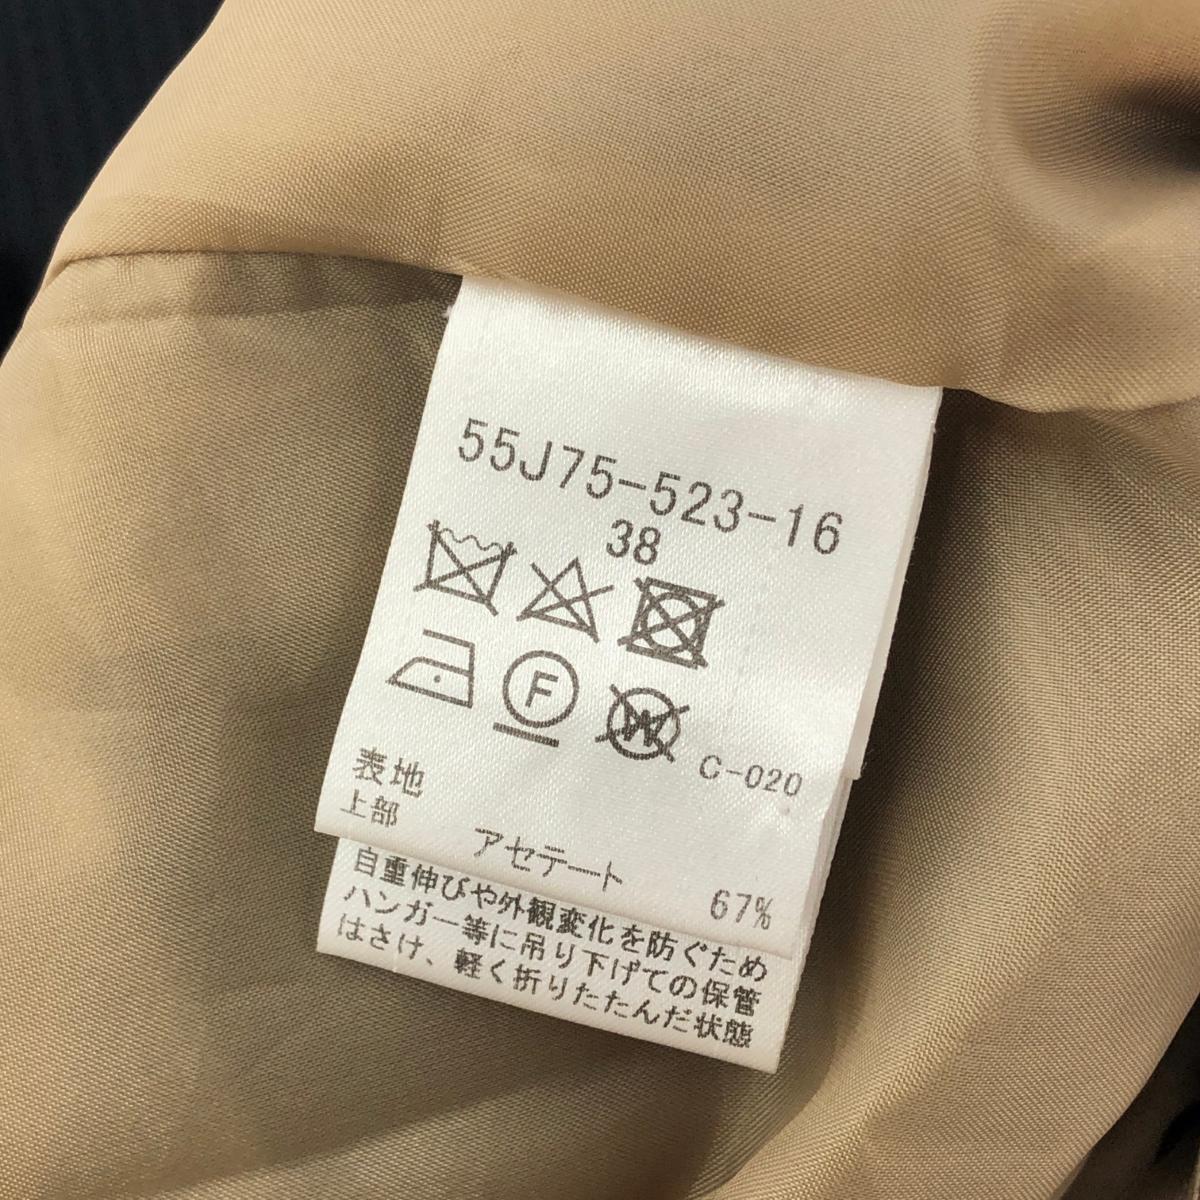 55J75-523-16
38
F
W
C-020
表地
上部
アセテート 67%
自重伸びや外観変化を防ぐため
ハンガー等に吊り下げての保管
はさけ、軽く折りたたんだ状態